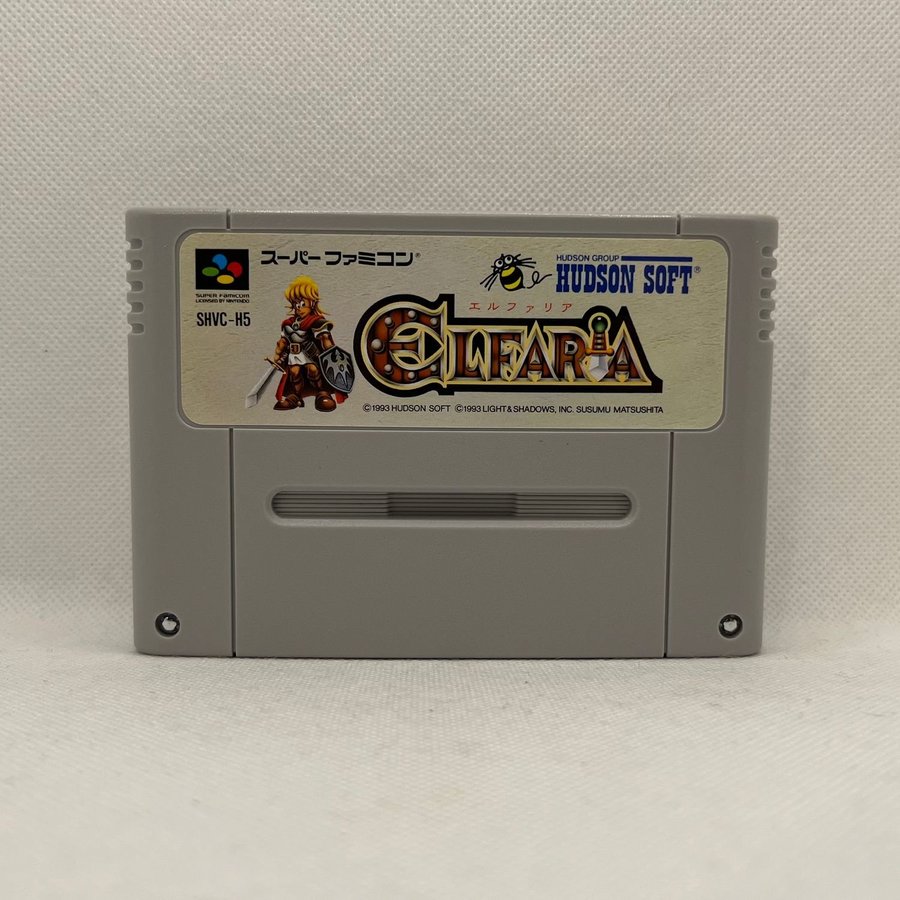 スーパーファミコン®
HUDSON GROUP
HUDSON SOFT®
SUPER FAMICOM
LICENSED BY NINTENDO
SHVC-H5
エルファリア
ELFARIA
©1993 HUDSON SOFT ©1993 LIGHT & SHADOWS, INC. SUSUMU MATSUSHITA